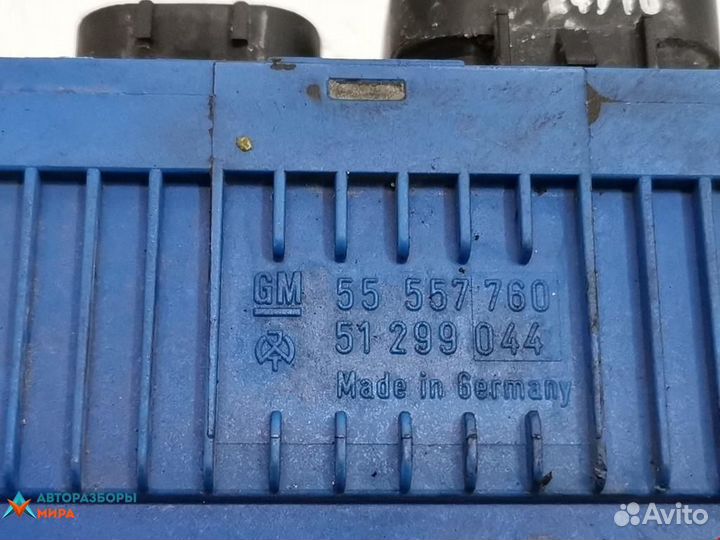 GM 55 557 760
51 299 044
Made in Germany
АВТОРАЗБОРЫ
МИРА
Avito